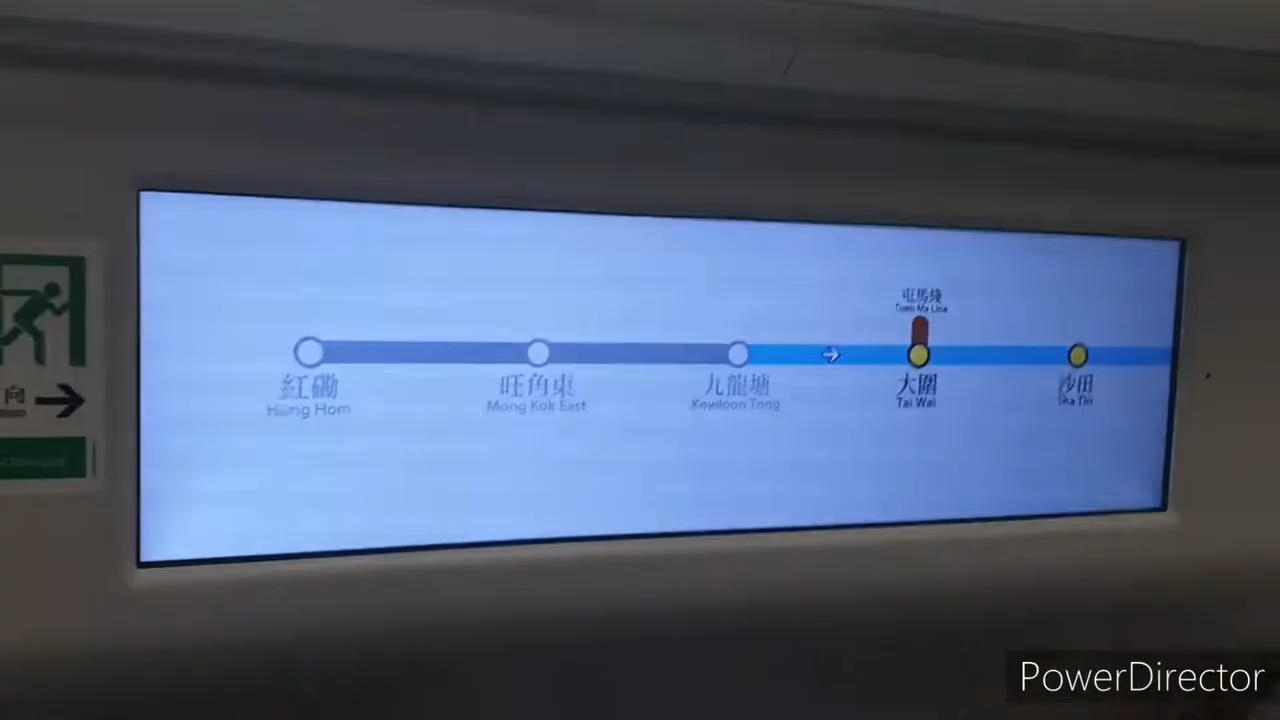 屯馬綫
Tuen Ma Line
紅磡
Hung Hom
旺角東
Mong Kok East
九龍塘
Kowloon Tong
大圍
Tai Wai
沙田
Sha Tin
向
PowerDirector